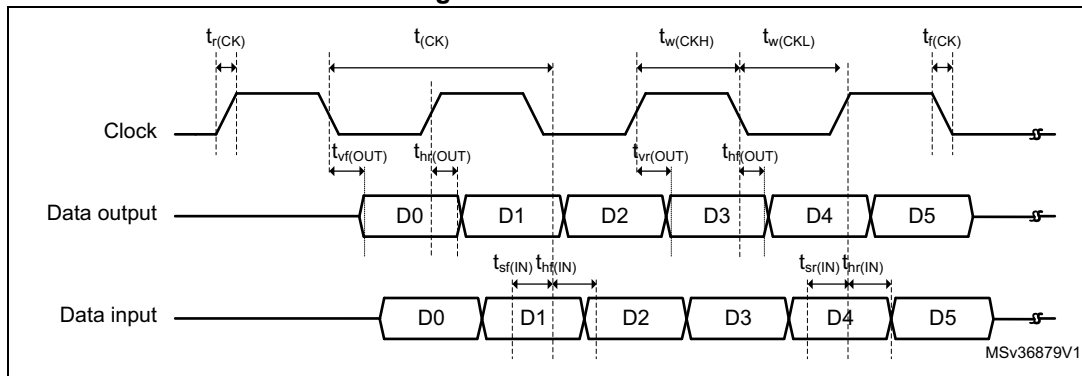 t_r(CK) t_(CK) t_w(CKH) t_w(CKL) t_f(CK)
Clock
t_vf(OUT) t_hr(OUT) t_vr(OUT) t_hf(OUT)
Data output D0 D1 D2 D3 D4 D5
t_sf(IN) t_hf(IN) t_sr(IN) t_hr(IN)
Data input D0 D1 D2 D3 D4 D5
MSv36879V1